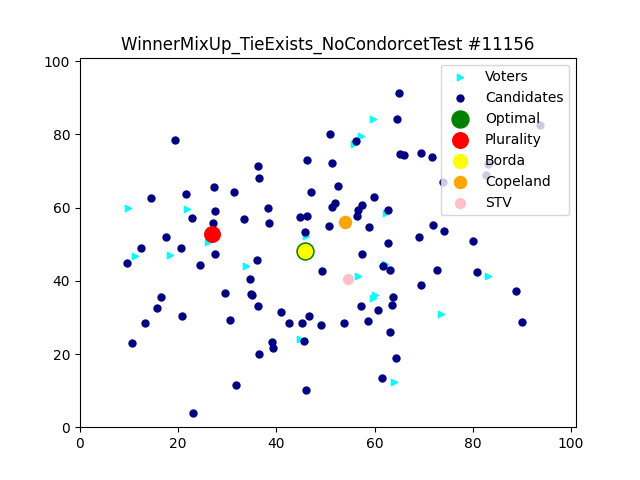 WinnerMixUp_TieExists_NoCondorcetTest #11156
100
80
60
40
20
0
0
20
40
60
80
100
Voters
Candidates
Optimal
Plurality
Borda
Copeland
STV